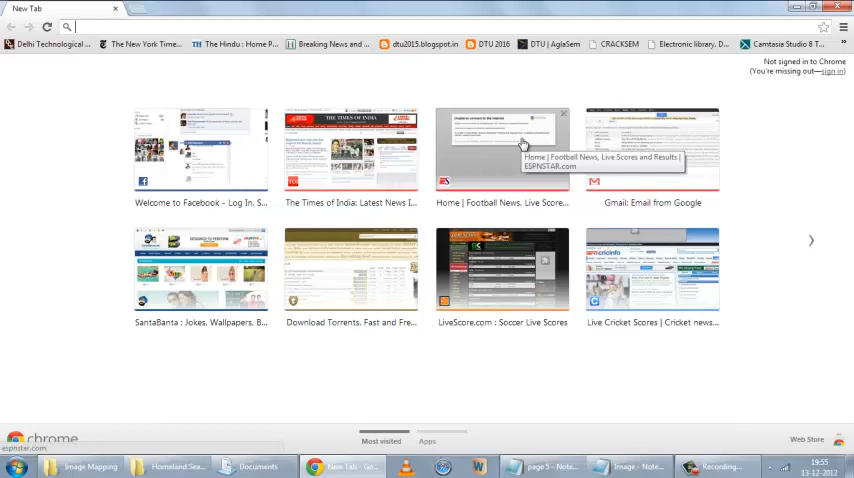 New Tab
Delhi Technological ...
The New York Time...
TH The Hindu : Home P...
Breaking News and ...
dtu2015.blogspot.in
DTU 2016
DTU | AglaSem
CRACKSEM
Electronic library. D...
Camtasia Studio 8 T...
Not signed in to Chrome
(You're missing out—sign in)
THE TIMES OF INDIA
Home | Football News, Live Scores and Results |
ESPNSTAR.com
Welcome to Facebook - Log In. S...
The Times of India: Latest News I...
Home | Football News. Live Score...
Gmail: Email from Google
SantaBanta : Jokes, Wallpapers, B...
Download Torrents. Fast and Fre...
LiveScore.com : Soccer Live Scores
Live Cricket Scores | Cricket news...
chrome
Most visited
Apps
Web Store
espnstar.com
Image Mapping
Homeland.Sea...
Documents
New Tab - Go...
page 5 - Note...
Image - Note...
Recording...
19:55
13-12-2012